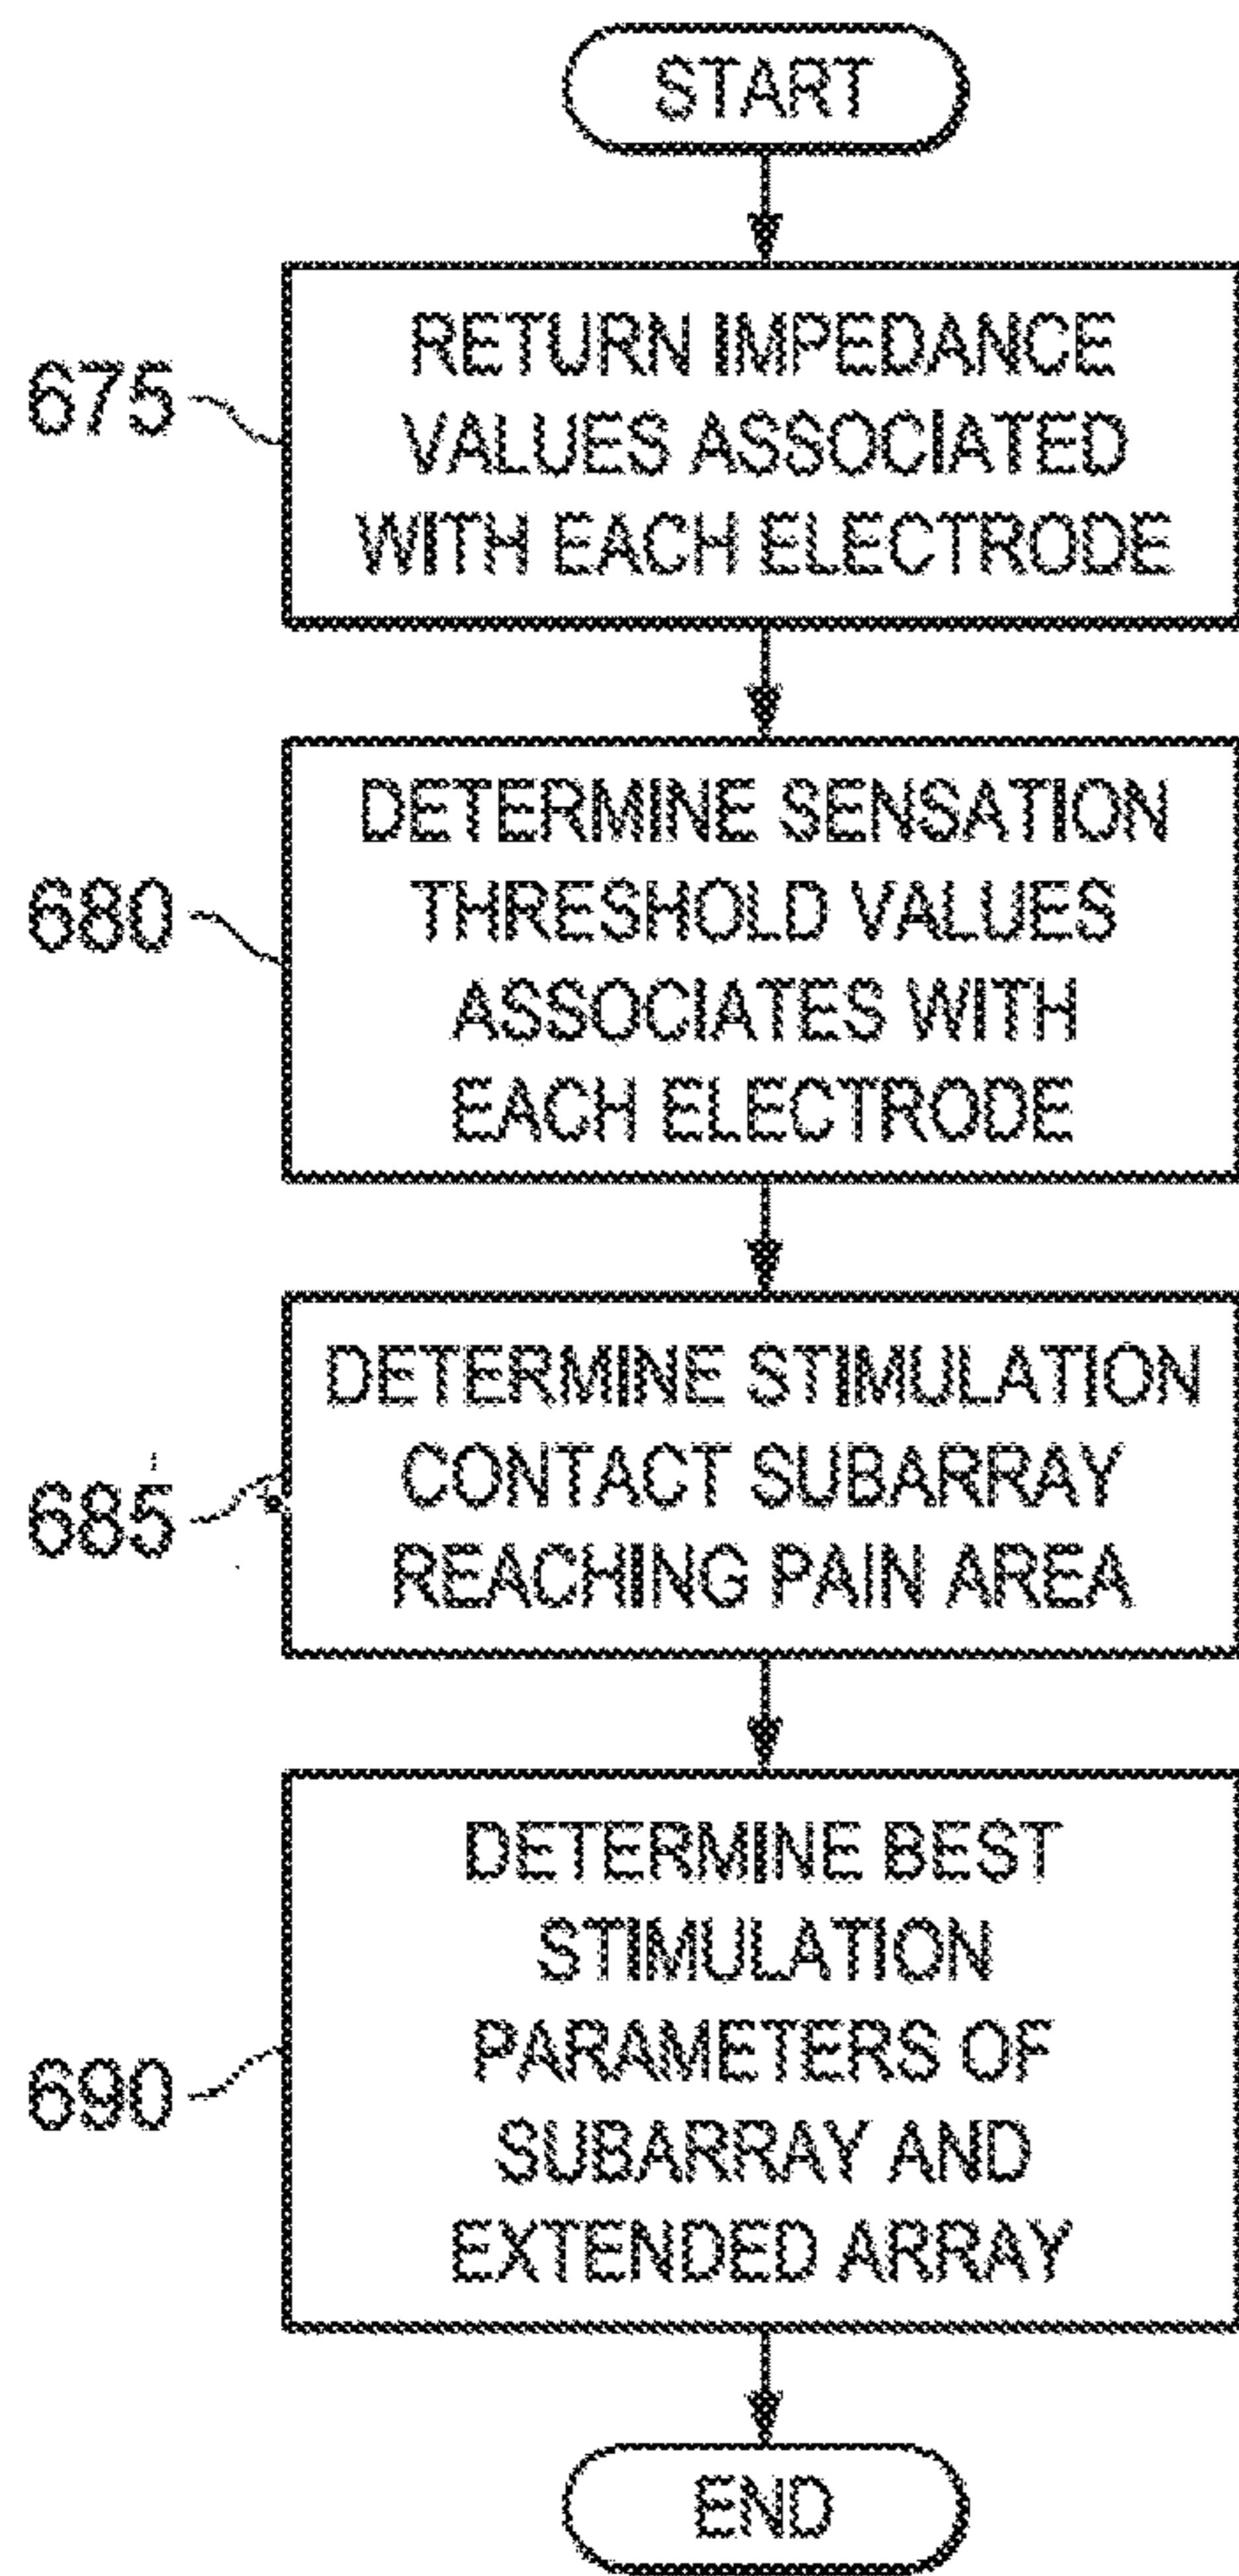 START
675
RETURN IMPEDANCE
VALUES ASSOCIATED
WITH EACH ELECTRODE
680
DETERMINE SENSATION
THRESHOLD VALUES
ASSOCIATES WITH
EACH ELECTRODE
685
DETERMINE STIMULATION
CONTACT SUBARRAY
REACHING PAIN AREA
690
DETERMINE BEST
STIMULATION
PARAMETERS OF
SUBARRAY AND
EXTENDED ARRAY
END